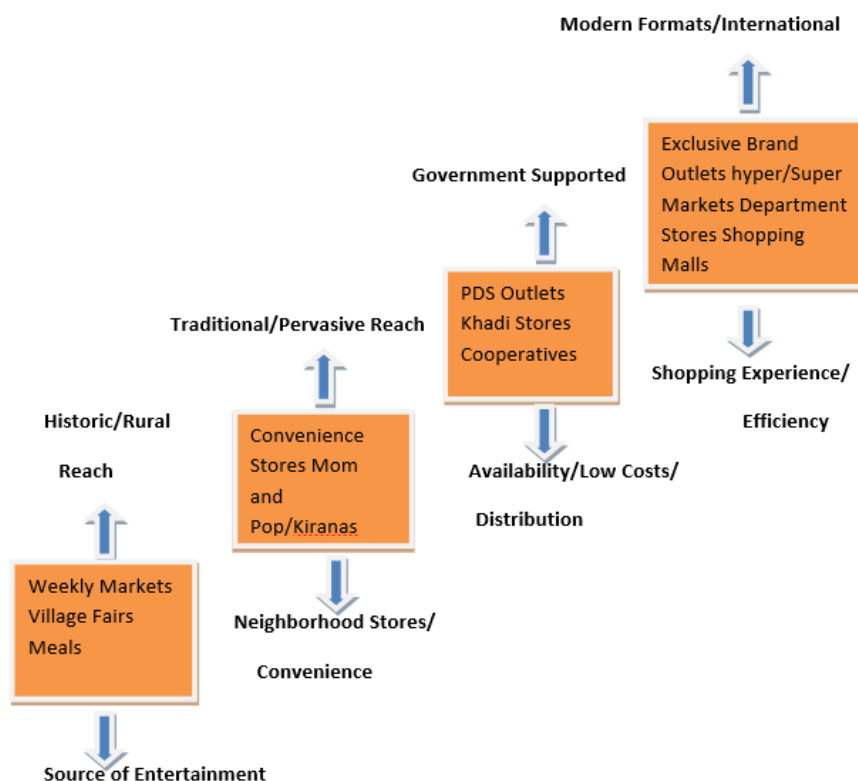 Modern Formats/International
Exclusive Brand
Outlets hyper/Super
Markets Department
Stores Shopping
Malls
Shopping Experience/
Efficiency
Government Supported
PDS Outlets
Khadi Stores
Cooperatives
Availability/Low Costs/
Distribution
Traditional/Pervasive Reach
Convenience
Stores Mom
and
Pop/Kiranas
Neighborhood Stores/
Convenience
Historic/Rural
Reach
Weekly Markets
Village Fairs
Meals
Source of Entertainment